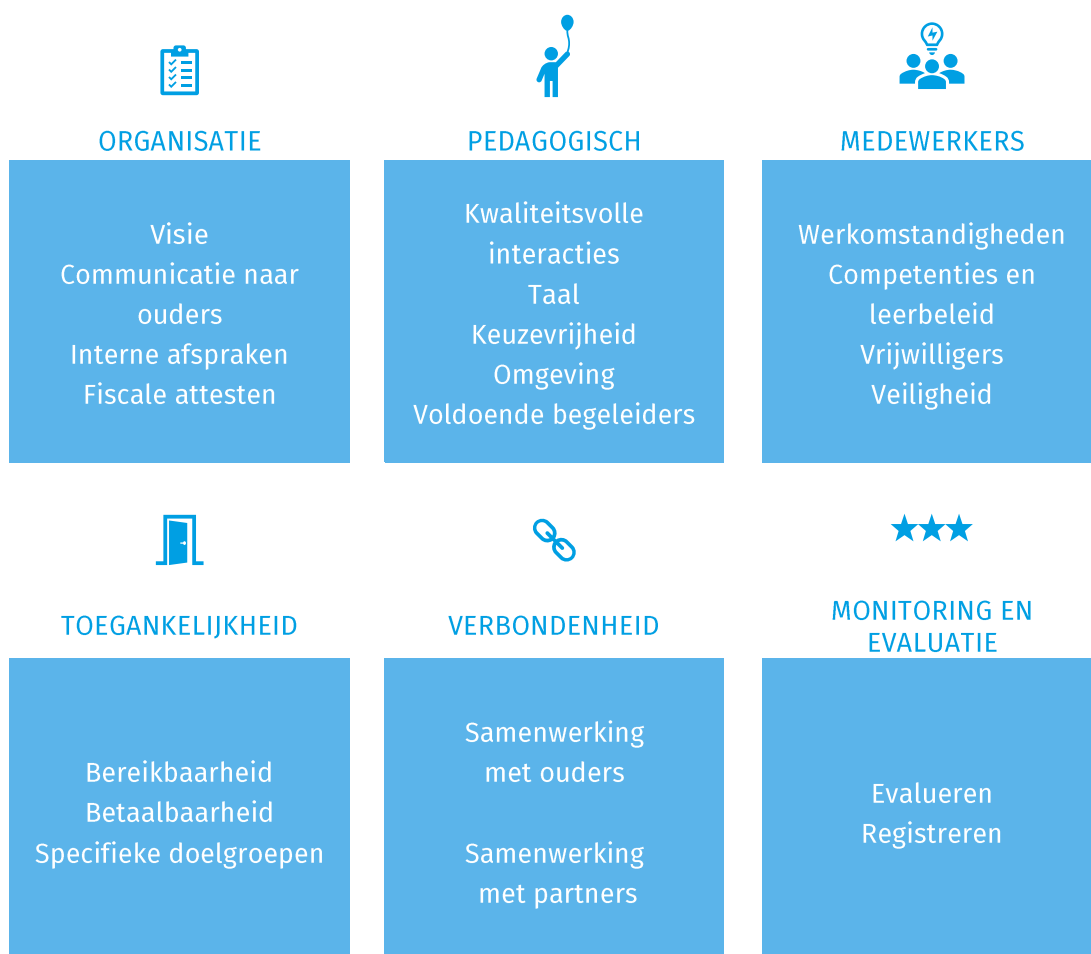 ORGANISATIE
Visie
Communicatie naar
ouders
Interne afspraken
Fiscale attesten
PEDAGOGISCH
Kwaliteitsvolle
interacties
Taal
Keuzevrijheid
Omgeving
Voldoende begeleiders
MEDEWERKERS
Werkomstandigheden
Competenties en
leerbeleid
Vrijwilligers
Veiligheid
TOEGANKELIJKHEID
Bereikbaarheid
Betaalbaarheid
Specifieke doelgroepen
VERBONDENHEID
Samenwerking
met ouders
Samenwerking
met partners
MONITORING EN
EVALUATIE
Evalueren
Registreren